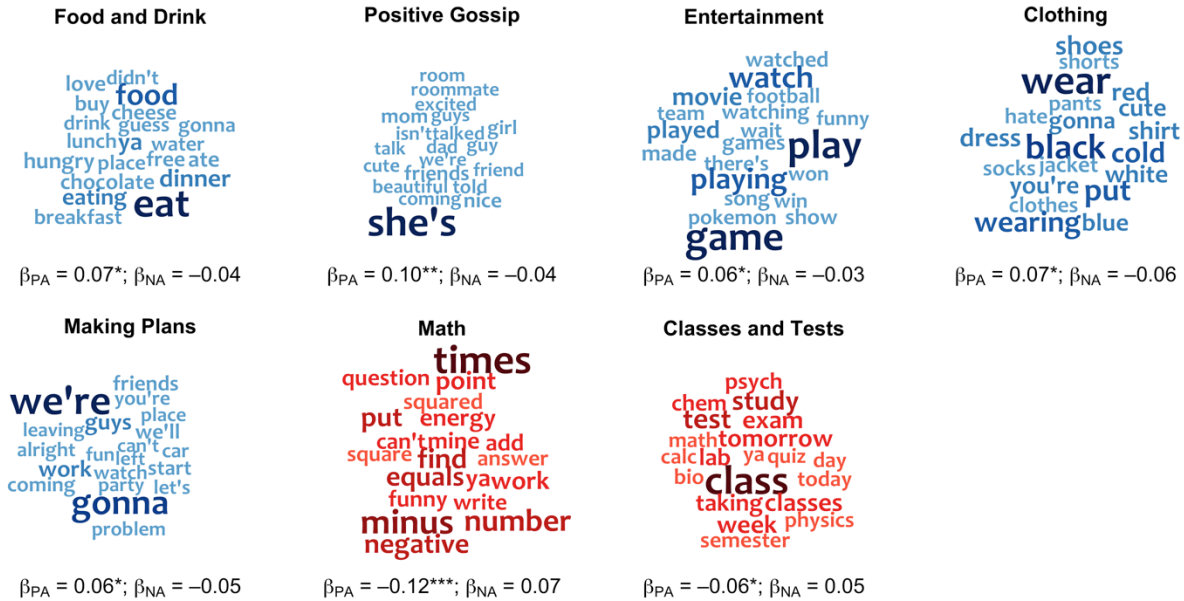 Food and Drink
love didn't
food
buy cheese
drink guess gonna
lunch ya water
hungry place free ate
chocolate dinner
eating eat
breakfast
βPA = 0.07*; βNA = –0.04
Positive Gossip
room
roommate
excited
mom guys
isn't talked girl
talk dad guy
we're
cute friends friend
beautiful told
coming nice
she's
βPA = 0.10**; βNA = –0.04
Entertainment
watched
watch
movie football
team watching funny
played wait
made games play
there's
playing won
song win
pokemon show
game
βPA = 0.06*; βNA = –0.03
Clothing
shoes
shorts
wear red
pants cute
hate gonna shirt
dress black cold
socks jacket white
you're put
clothes
wearing blue
βPA = 0.07*; βNA = –0.06
Making Plans
friends
we're you're
guys place
leaving we'll
alright can't car
fun left
work watch start
coming party let's
gonna
problem
βPA = 0.06*; βNA = –0.05
Math
times
question point
squared
put energy
can't mine add
square find answer
equals ya work
funny write
minus number
negative
βPA = –0.12***; βNA = 0.07
Classes and Tests
psych
chem study
test exam
math tomorrow
calc lab ya quiz day
bio class today
taking classes
week physics
semester
βPA = –0.06*; βNA = 0.05